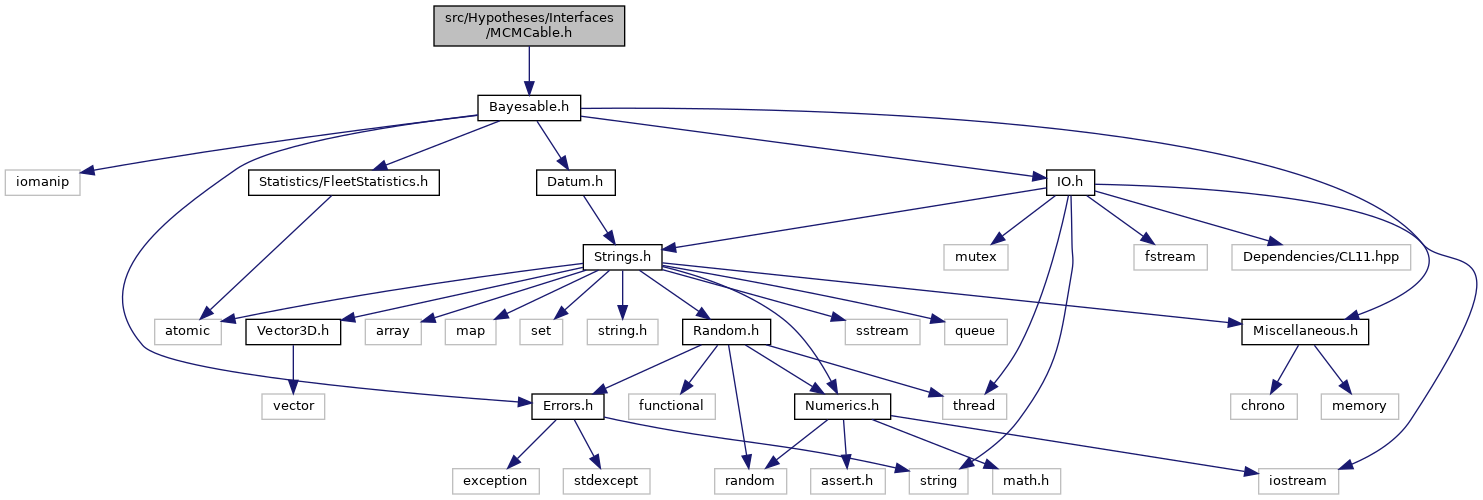 src/Hypotheses/Interfaces
/MCMCable.h
Bayesable.h
iomanip
Statistics/FleetStatistics.h
Datum.h
IO.h
Strings.h
mutex
fstream
Dependencies/CL11.hpp
atomic
Vector3D.h
array
map
set
string.h
Random.h
sstream
queue
Miscellaneous.h
vector
Errors.h
functional
Numerics.h
thread
chrono
memory
exception
stdexcept
random
assert.h
string
math.h
iostream